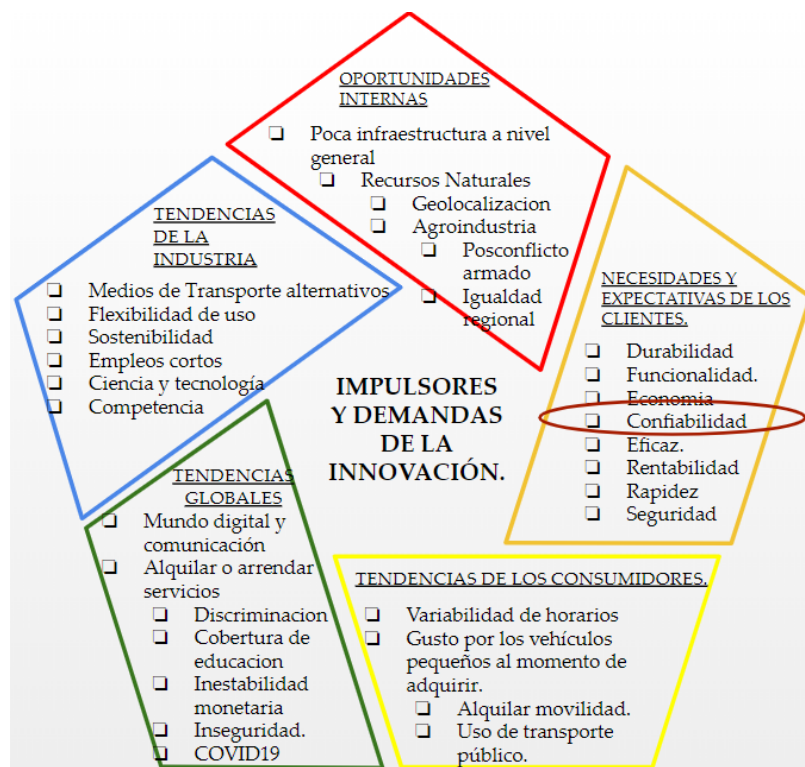 OPORTUNIDADES
INTERNAS
❏ Poca infraestructura a nivel
general
❏ Recursos Naturales
❏ Geolocalizacion
❏ Agroindustria
❏ Posconflicto
armado
❏ Igualdad
regional
TENDENCIAS
DE LA
INDUSTRIA
❏ Medios de Transporte alternativos
❏ Flexibilidad de uso
❏ Sostenibilidad
❏ Empleos cortos
❏ Ciencia y tecnología
❏ Competencia
NECESIDADES Y
EXPECTATIVAS DE LOS
CLIENTES.
❏ Durabilidad
❏ Funcionalidad.
❏ Economia
❏ Confiabilidad
❏ Eficaz.
❏ Rentabilidad
❏ Rapidez
❏ Seguridad
IMPULSORES
Y DEMANDAS
DE LA
INNOVACIÓN.
TENDENCIAS
GLOBALES
❏ Mundo digital y
comunicación
❏ Alquilar o arrendar
servicios
❏ Discriminacion
❏ Cobertura de
educacion
❏ Inestabilidad
monetaria
❏ Inseguridad.
❏ COVID19
TENDENCIAS DE LOS CONSUMIDORES.
❏ Variabilidad de horarios
❏ Gusto por los vehículos
pequeños al momento de
adquirir.
❏ Alquilar movilidad.
❏ Uso de transporte
público.